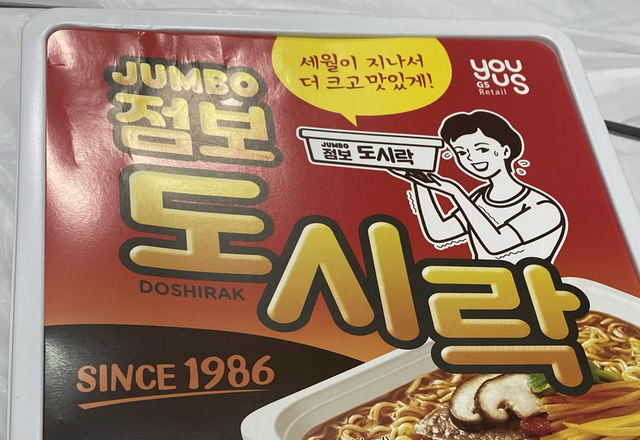 세월이 지나서
더 크고 맛있게!
you
us
GS
Retail
JUMBO
점보
JUMBO
점보 도시락
도시락
DOSHIRAK
SINCE 1986